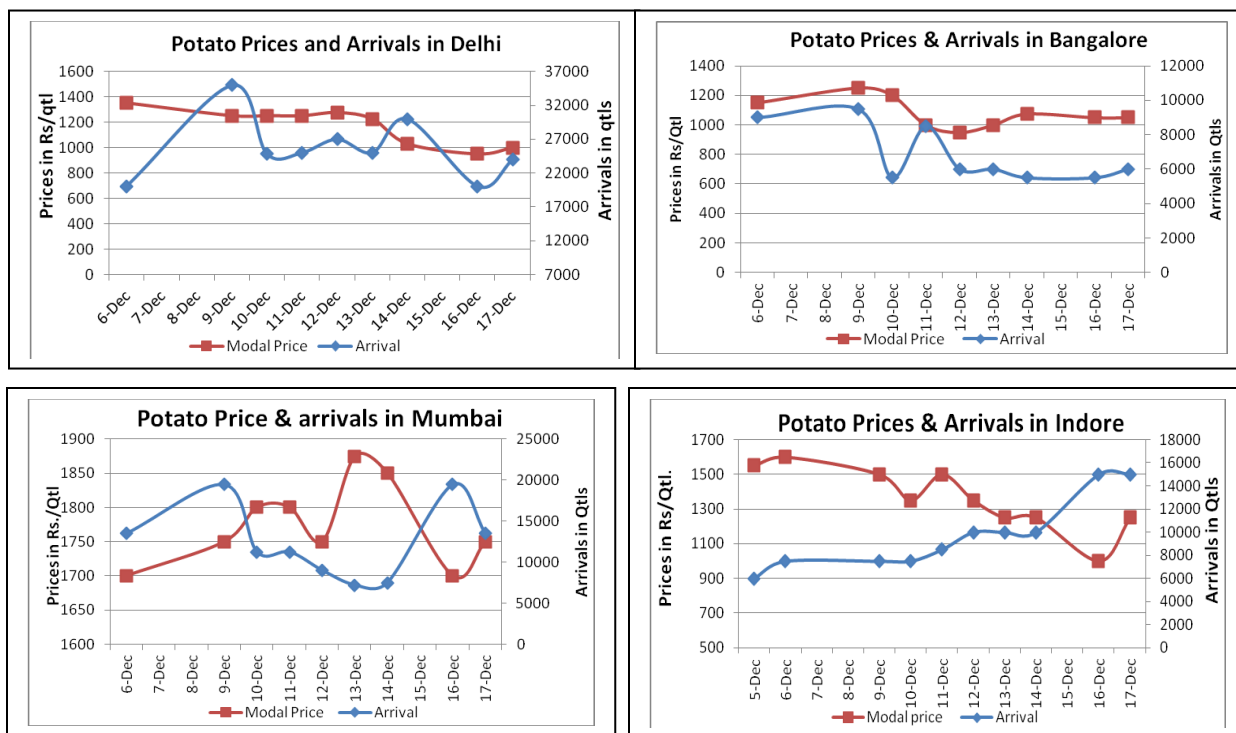 Potato Prices and Arrivals in Delhi
Prices in Rs/qtl
1600
1400
1200
1000
800
600
400
200
0
37000
32000
27000
22000
17000
12000
7000
Arrivals in qtls
6-Dec
7-Dec
8-Dec
9-Dec
10-Dec
11-Dec
12-Dec
13-Dec
14-Dec
15-Dec
16-Dec
17-Dec
Modal Price Arrival
Potato Prices & Arrivals in Bangalore
Prices in Rs/Qtl
1400
1200
1000
800
600
400
200
0
12000
10000
8000
6000
4000
2000
0
Arrivals in Qtls
6-Dec
7-Dec
8-Dec
9-Dec
10-Dec
11-Dec
12-Dec
13-Dec
14-Dec
15-Dec
16-Dec
17-Dec
Modal Price Arrival
Potato Price & arrivals in Mumbai
Prices in Rs,/Qtl
1900
1850
1800
1750
1700
1650
1600
25000
20000
15000
10000
5000
0
Arrivals in Qtls
6-Dec
7-Dec
8-Dec
9-Dec
10-Dec
11-Dec
12-Dec
13-Dec
14-Dec
15-Dec
16-Dec
17-Dec
Modal Price Arrival
Potato Prices & Arrivals in Indore
Prices in Rs/Qtl.
1700
1500
1300
1100
900
700
500
18000
16000
14000
12000
10000
8000
6000
4000
2000
0
Arrivals in Qtls
5-Dec
6-Dec
7-Dec
8-Dec
9-Dec
10-Dec
11-Dec
12-Dec
13-Dec
14-Dec
15-Dec
16-Dec
17-Dec
Modal price Arrival